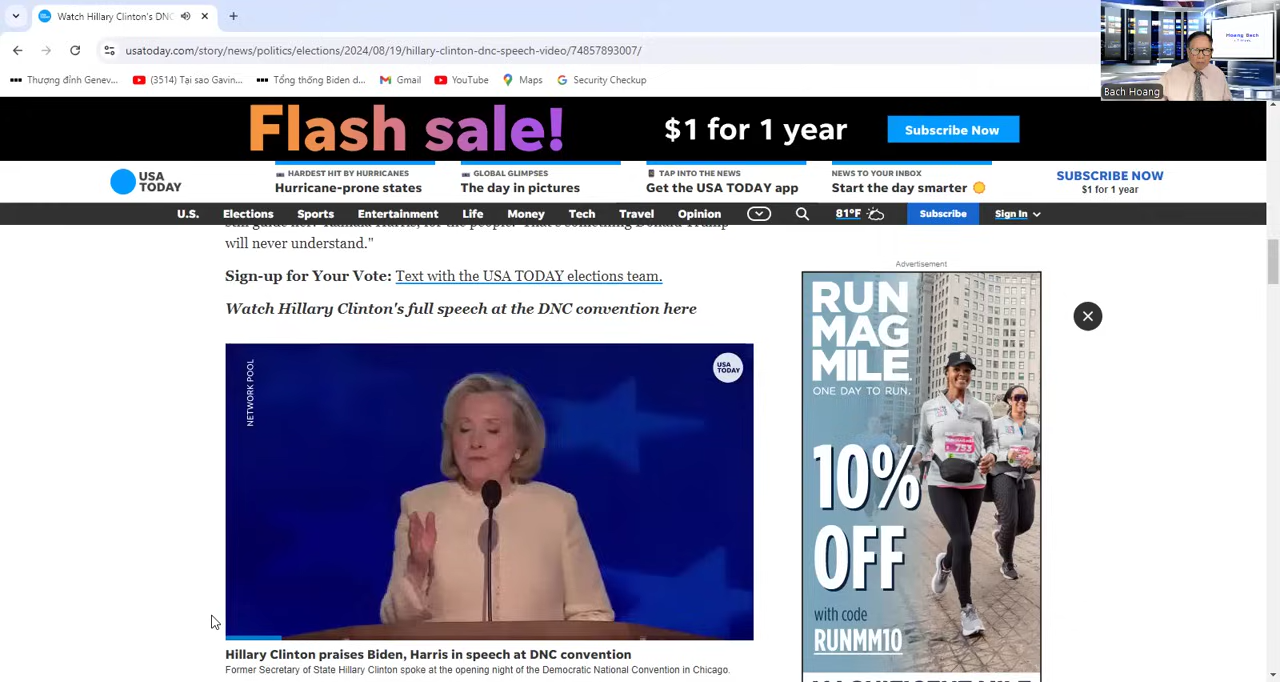 Watch Hillary Clinton's DNC
usatoday.com/story/news/politics/elections/2024/08/19/hillary-clinton-dnc-speech-video/74857893007/
Thượng đỉnh Genev... (3514) Tại sao Gavin... Tổng thống Biden d... Gmail YouTube Maps Security Checkup
Hoang Bach
Bach Hoang
Flash sale! $1 for 1 year Subscribe Now
USA TODAY
HARDEST HIT BY HURRICANES
Hurricane-prone states
GLOBAL GLIMPSES
The day in pictures
TAP INTO THE NEWS
Get the USA TODAY app
NEWS TO YOUR INBOX
Start the day smarter
SUBSCRIBE NOW
$1 for 1 year
U.S. Elections Sports Entertainment Life Money Tech Travel Opinion 81°F Subscribe Sign In
still guide her: "Kamala Harris, for the people." That's something Donald Trump
will never understand."
Sign-up for Your Vote: Text with the USA TODAY elections team.
Watch Hillary Clinton's full speech at the DNC convention here
NETWORK POOL
USA TODAY
Hillary Clinton praises Biden, Harris in speech at DNC convention
Former Secretary of State Hillary Clinton spoke at the opening night of the Democratic National Convention in Chicago.
Advertisement
RUN
MAG
MILE
ONE DAY TO RUN.
793
10%
OFF
with code
RUNMM10
MAGNIFICENT MILE